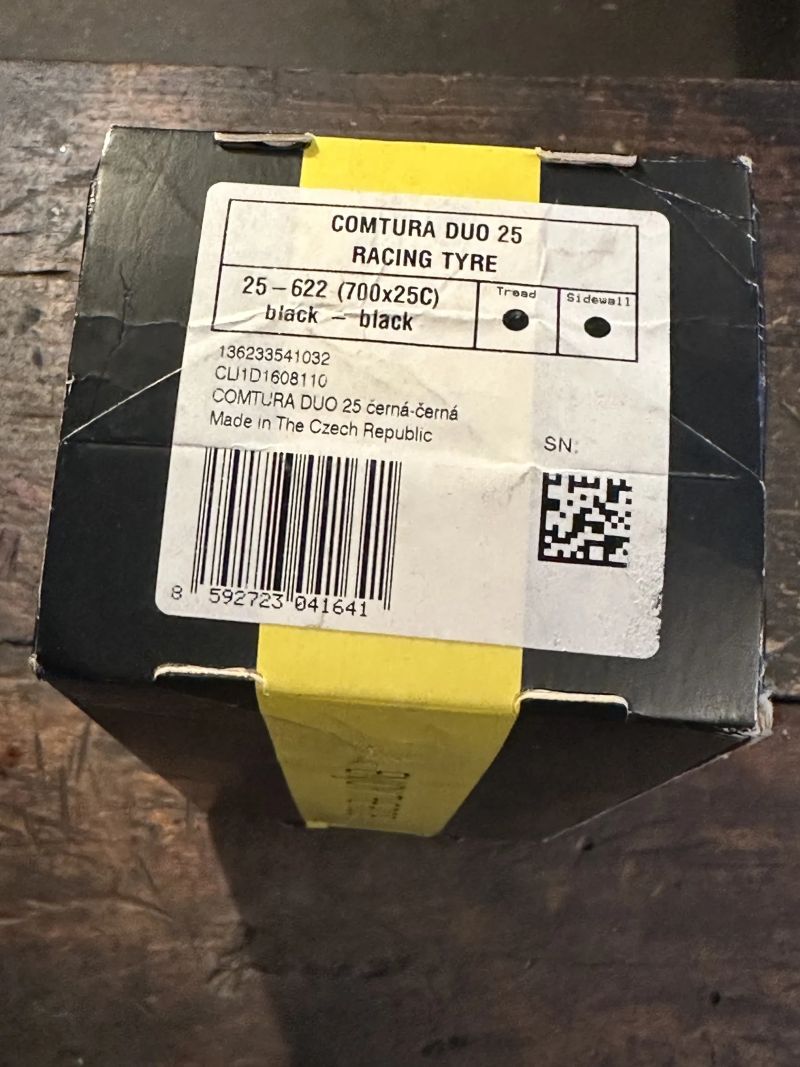 COMTURA DUO 25
RACING TYRE
25-622 (700x25C)
black - black
Tread
Sidewall
136233541032
CLI1D1608110
COMTURA DUO 25 černá-černá
Made in The Czech Republic
SN:
8 592723 041641